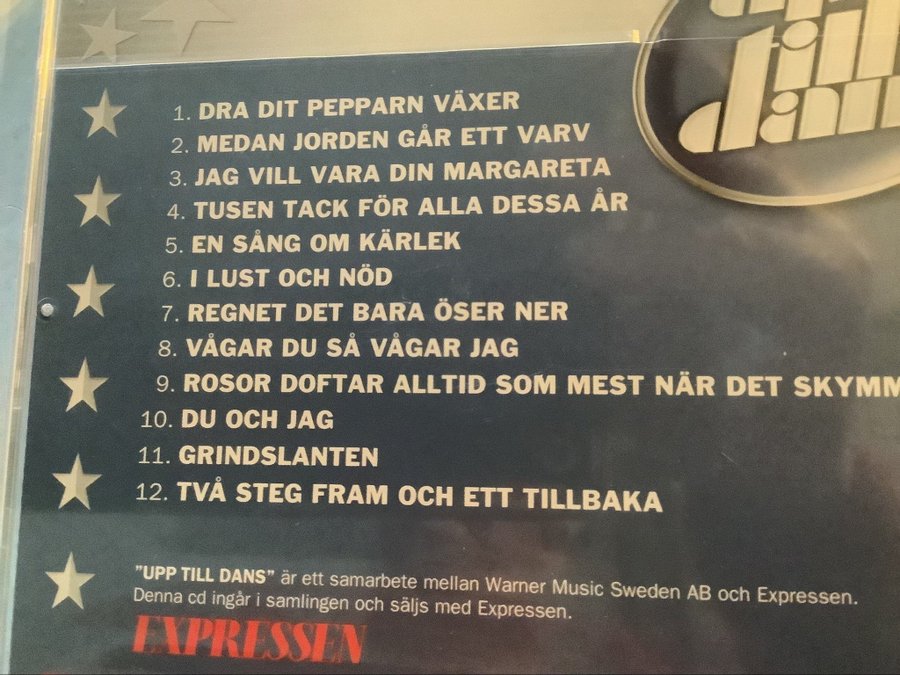 till
dans
1. DRA DIT PEPPARN VÄXER
2. MEDAN JORDEN GÅR ETT VARV
3. JAG VILL VARA DIN MARGARETA
4. TUSEN TACK FÖR ALLA DESSA ÅR
5. EN SÅNG OM KÄRLEK
6. I LUST OCH NÖD
7. REGNET DET BARA ÖSER NER
8. VÅGAR DU SÅ VÅGAR JAG
9. ROSOR DOFTAR ALLTID SOM MEST NÄR DET SKYMM
10. DU OCH JAG
11. GRINDSLANTEN
12. TVÅ STEG FRAM OCH ETT TILLBAKA
"UPP TILL DANS" är ett samarbete mellan Warner Music Sweden AB och Expressen.
Denna cd ingår i samlingen och säljs med Expressen.
EXPRESSEN